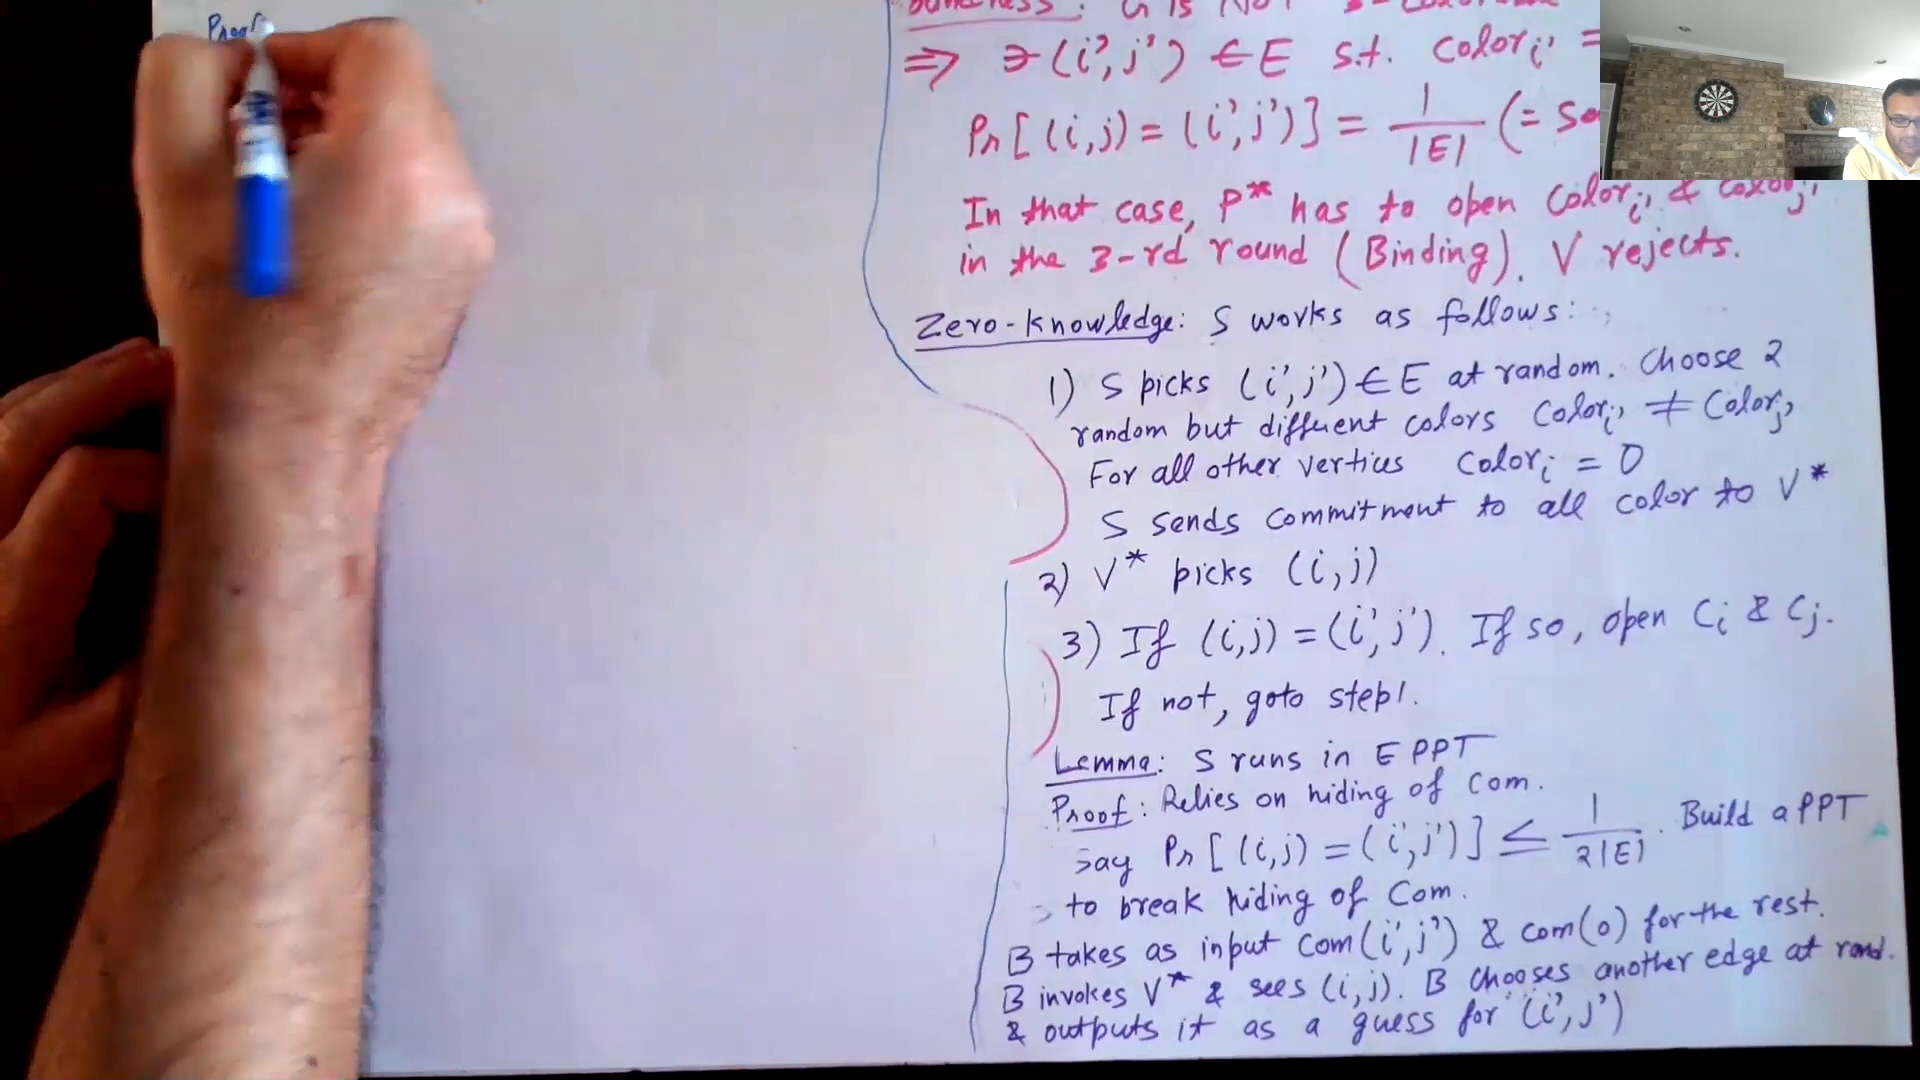 Proof
G is Not 3-
=> ∃ (i', j') ∈ E s.t. color_i' =
Pr[(i,j) = (i',j')] = 1/|E| (= so
In that case, P* has to open Color_i' & Color_j'
in the 3-rd round (Binding). V rejects.
Zero-knowledge: S works as follows:
1) S picks (i',j') ∈ E at random. Choose 2
random but different colors Color_i' ≠ Color_j'
For all other vertices Color_i = 0
S sends commitment to all color to V*
2) V* picks (i,j)
3) If (i,j) = (i',j'). If so, open C_i & C_j.
If not, goto step1.
Lemma: S runs in EPPT
Proof: Relies on hiding of Com.
Say Pr[(i,j) = (i',j')] ≤ 1/2|E|. Build a PPT
to break hiding of Com.
B takes as input Com(i',j') & com(0) for the rest.
B invokes V* & sees (i,j). B chooses another edge at rand.
& outputs it as a guess for (i',j')